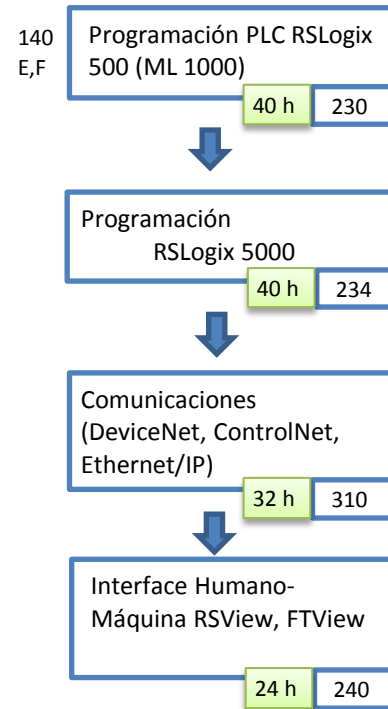 140
E,F
Programación PLC RSLogix
500 (ML 1000)
40 h
230
Programación
RSLogix 5000
40 h
234
Comunicaciones
(DeviceNet, ControlNet,
Ethernet/IP)
32 h
310
Interface Humano-
Máquina RSView, FTView
24 h
240